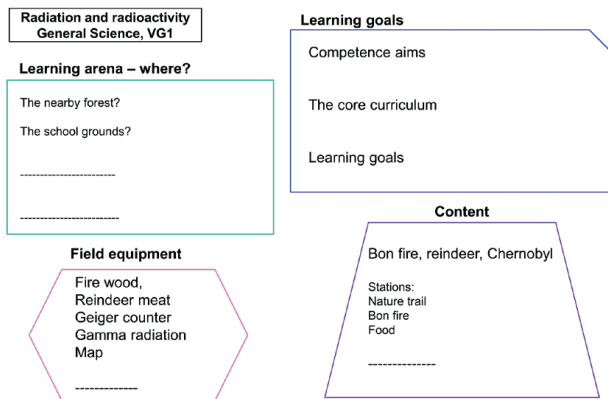 Radiation and radioactivity
General Science, VG1
Learning arena – where?
The nearby forest?
The school grounds?
-----------------------
------------------------
Learning goals
Competence aims
The core curriculum
Learning goals
Field equipment
Fire wood,
Reindeer meat
Geiger counter
Gamma radiation
Map
-------------
Content
Bon fire, reindeer, Chernobyl
Stations:
Nature trail
Bon fire
Food
--------------